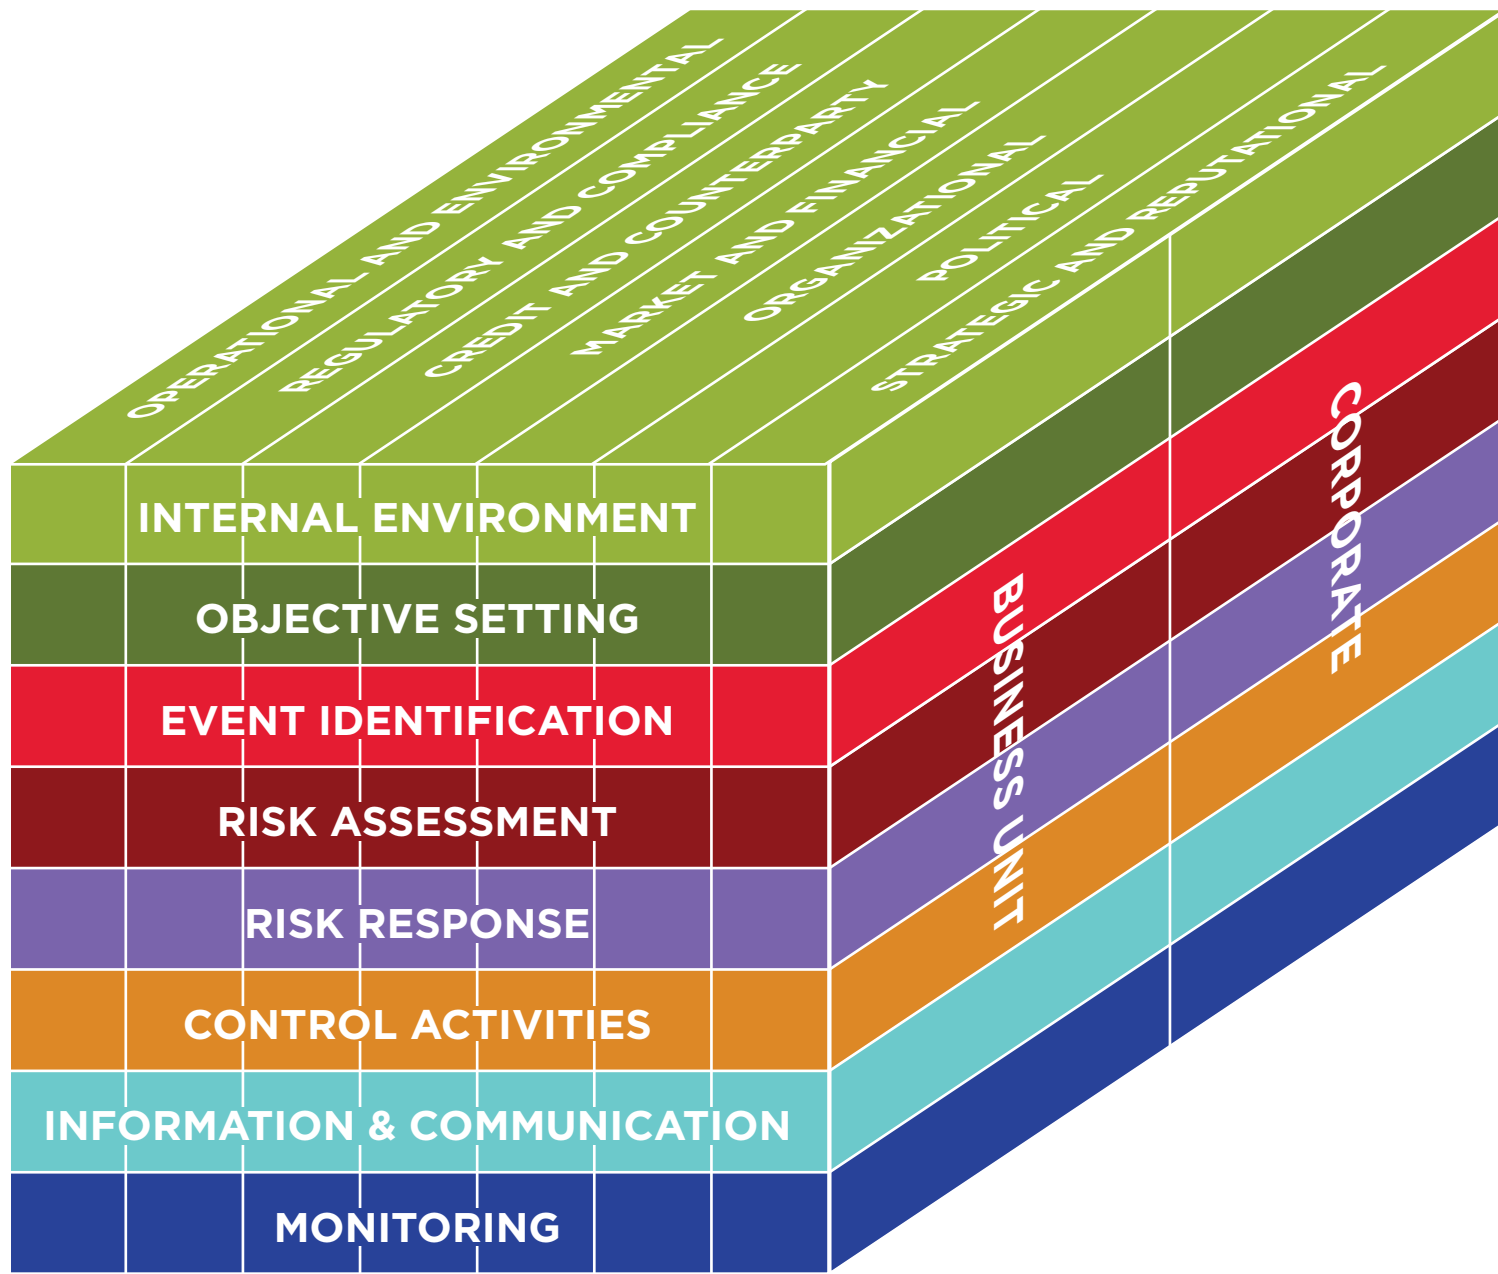 OPERATIONAL AND ENVIRONMENTAL
REGULATORY AND COMPLIANCE
CREDIT AND COUNTERPARTY
MARKET AND FINANCIAL
ORGANIZATIONAL
POLITICAL
STRATEGIC AND REPUTATIONAL
INTERNAL ENVIRONMENT
OBJECTIVE SETTING
EVENT IDENTIFICATION
RISK ASSESSMENT
RISK RESPONSE
CONTROL ACTIVITIES
INFORMATION & COMMUNICATION
MONITORING
BUSINESS UNIT
CORPORATE